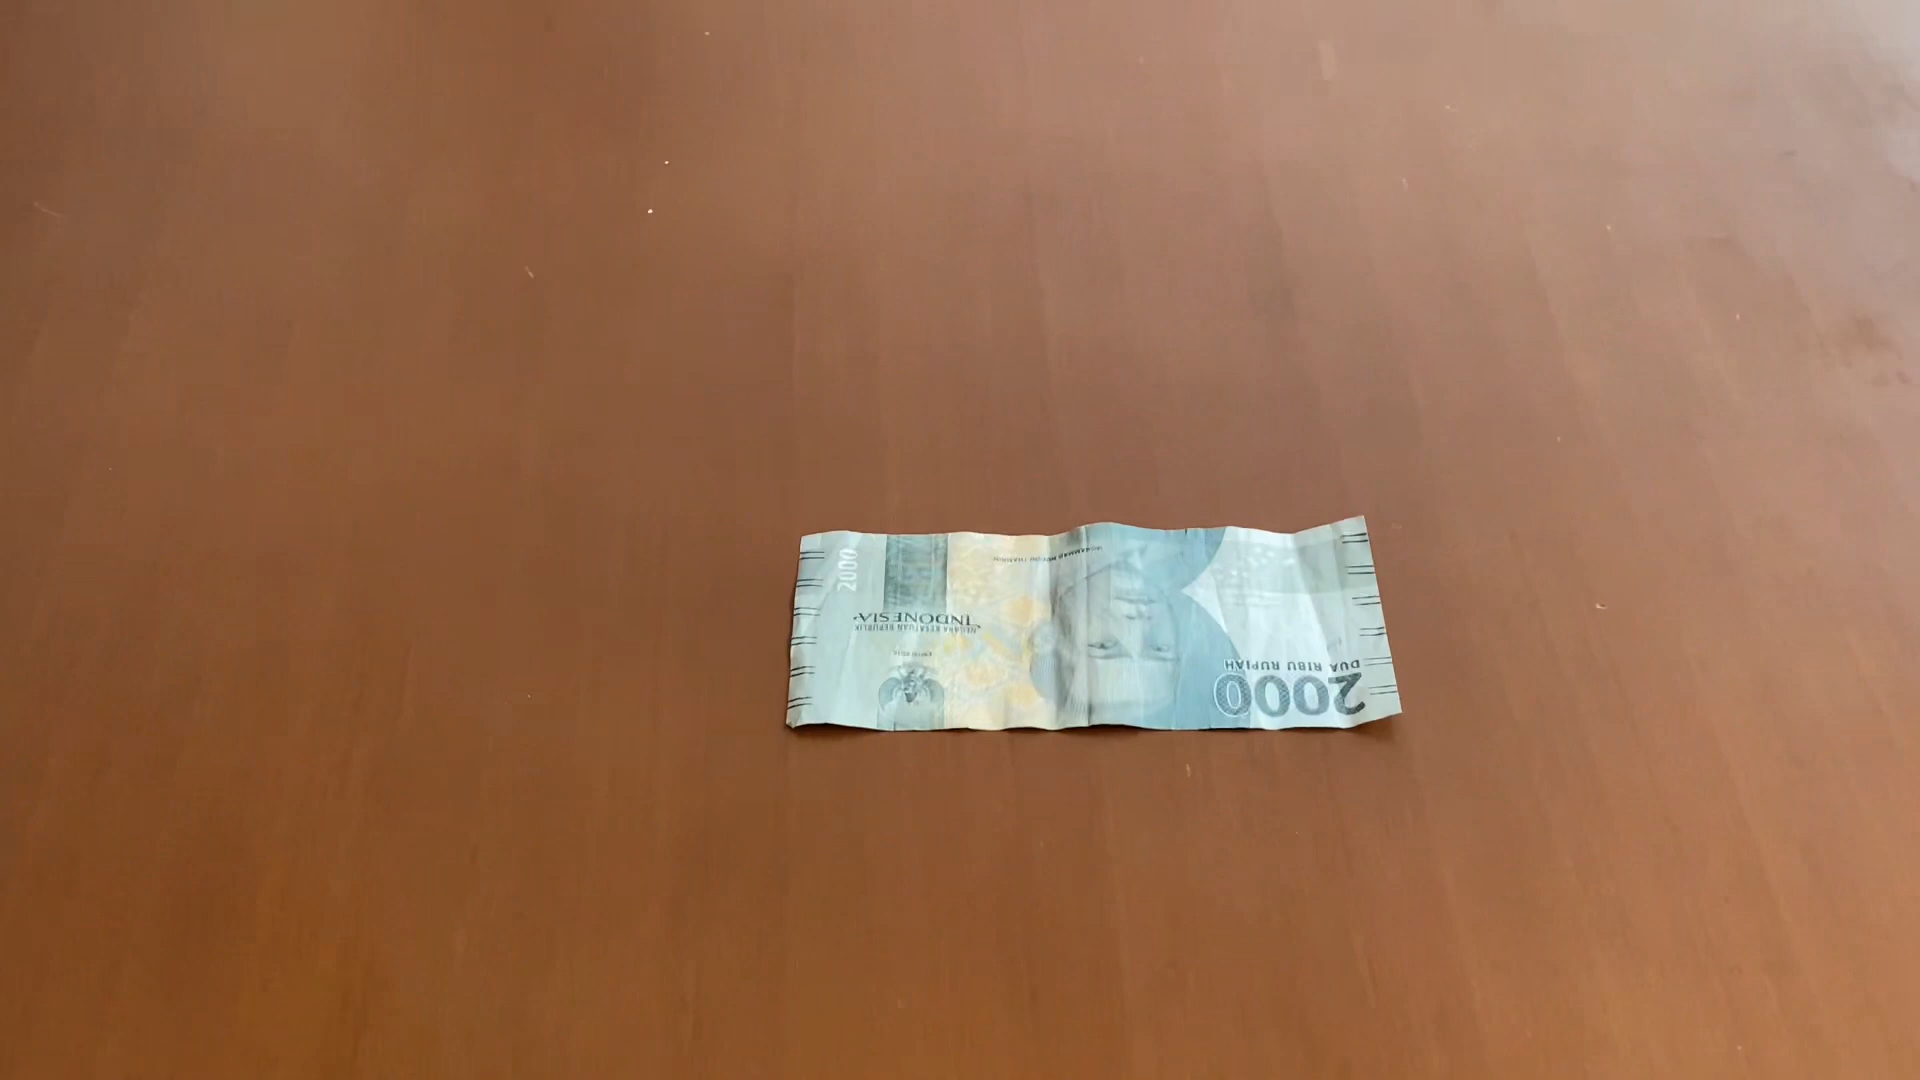 2000
DUA RIBU RUPIAH
NEGARA KESATUAN REPUBLIK
INDONESIA
2000